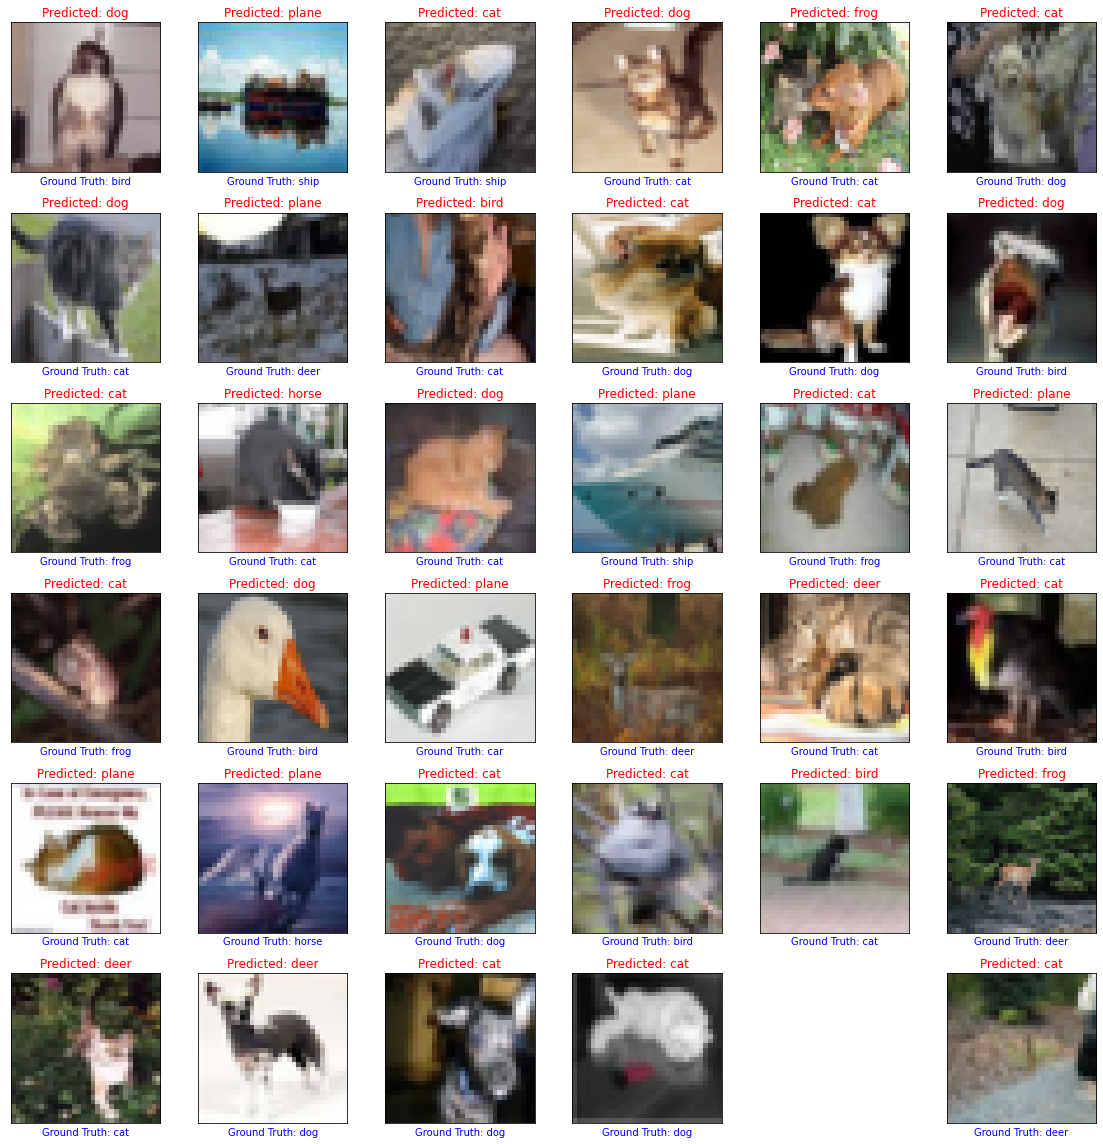 Predicted: dog Predicted: plane Predicted: cat Predicted: dog Predicted: frog Predicted: cat
Ground Truth: bird Ground Truth: ship Ground Truth: ship Ground Truth: cat Ground Truth: cat Ground Truth: dog
Predicted: dog Predicted: plane Predicted: bird Predicted: cat Predicted: cat Predicted: dog
Ground Truth: cat Ground Truth: deer Ground Truth: cat Ground Truth: dog Ground Truth: dog Ground Truth: bird
Predicted: cat Predicted: horse Predicted: dog Predicted: plane Predicted: cat Predicted: plane
Ground Truth: frog Ground Truth: cat Ground Truth: cat Ground Truth: ship Ground Truth: frog Ground Truth: cat
Predicted: cat Predicted: dog Predicted: plane Predicted: frog Predicted: deer Predicted: cat
Ground Truth: frog Ground Truth: bird Ground Truth: car Ground Truth: deer Ground Truth: cat Ground Truth: bird
Predicted: plane Predicted: plane Predicted: cat Predicted: cat Predicted: bird Predicted: frog
Ground Truth: cat Ground Truth: horse Ground Truth: dog Ground Truth: bird Ground Truth: cat Ground Truth: deer
Predicted: deer Predicted: deer Predicted: cat Predicted: cat Predicted: cat
Ground Truth: cat Ground Truth: dog Ground Truth: dog Ground Truth: dog Ground Truth: deer